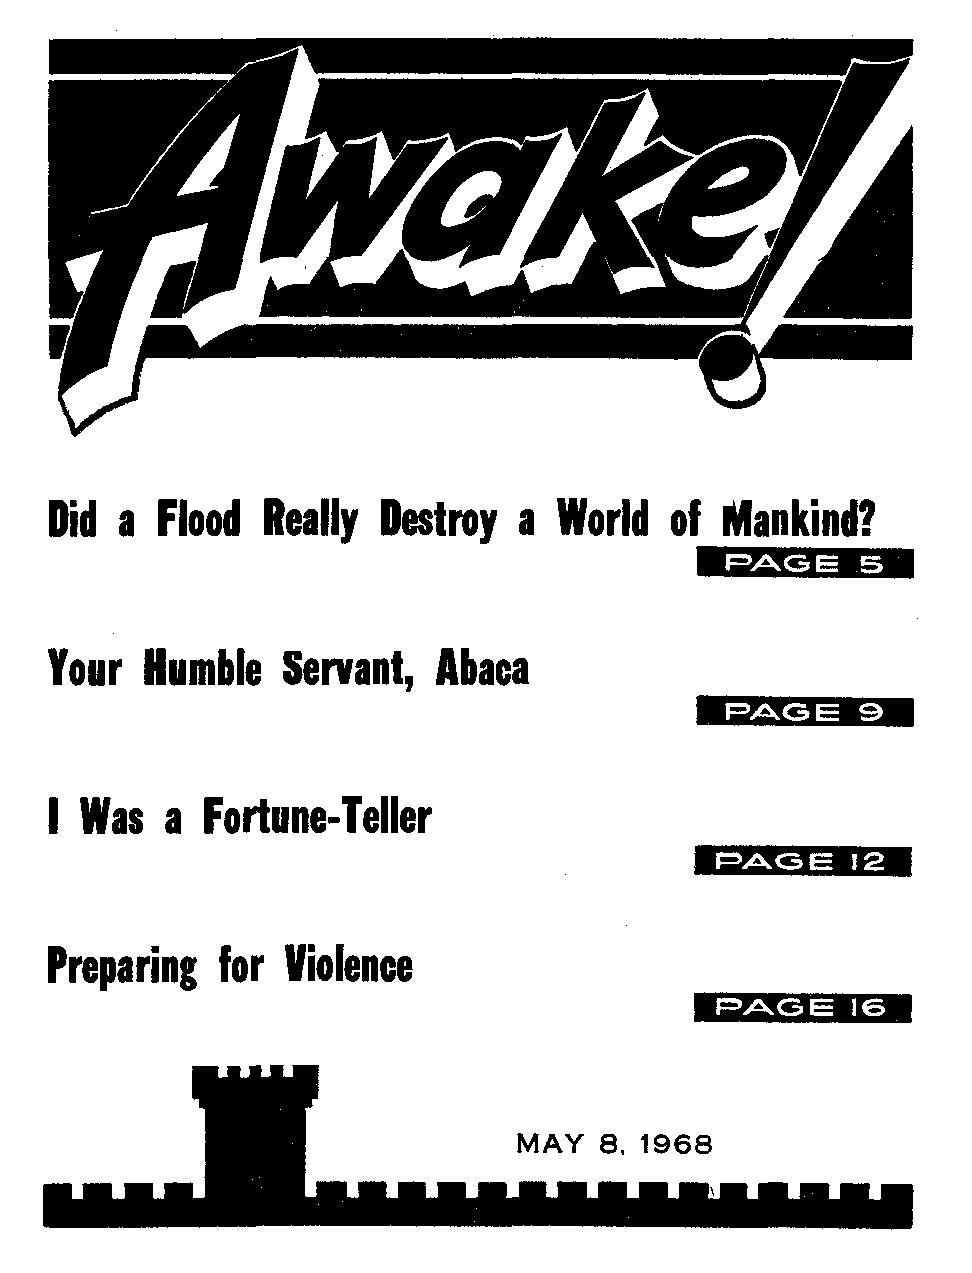 Awake!
Did a Flood Really Destroy a World of Mankind?
PAGE 5
Your Humble Servant, Abaca
PAGE 9
I Was a Fortune-Teller
PAGE 12
Preparing for Violence
PAGE 16
MAY 8, 1968